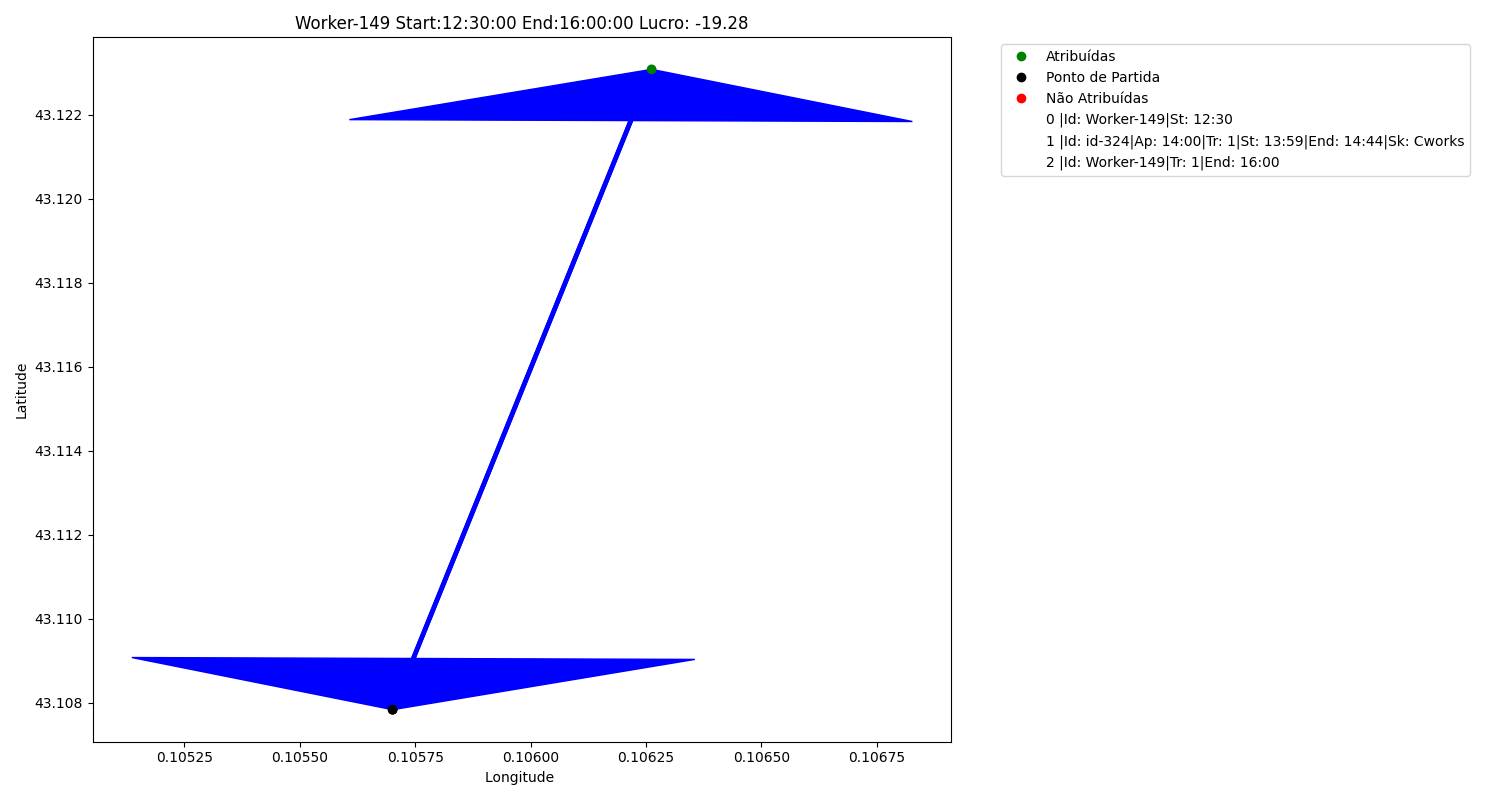 Worker-149 Start:12:30:00 End:16:00:00 Lucro: -19.28
Atribuídas
Ponto de Partida
Não Atribuídas
0 |Id: Worker-149|St: 12:30
1 |Id: id-324|Ap: 14:00|Tr: 1|St: 13:59|End: 14:44|Sk: Cworks
2 |Id: Worker-149|Tr: 1|End: 16:00
Latitude
43.122
43.120
43.118
43.116
43.114
43.112
43.110
43.108
0.10525 0.10550 0.10575 0.10600 0.10625 0.10650 0.10675
Longitude